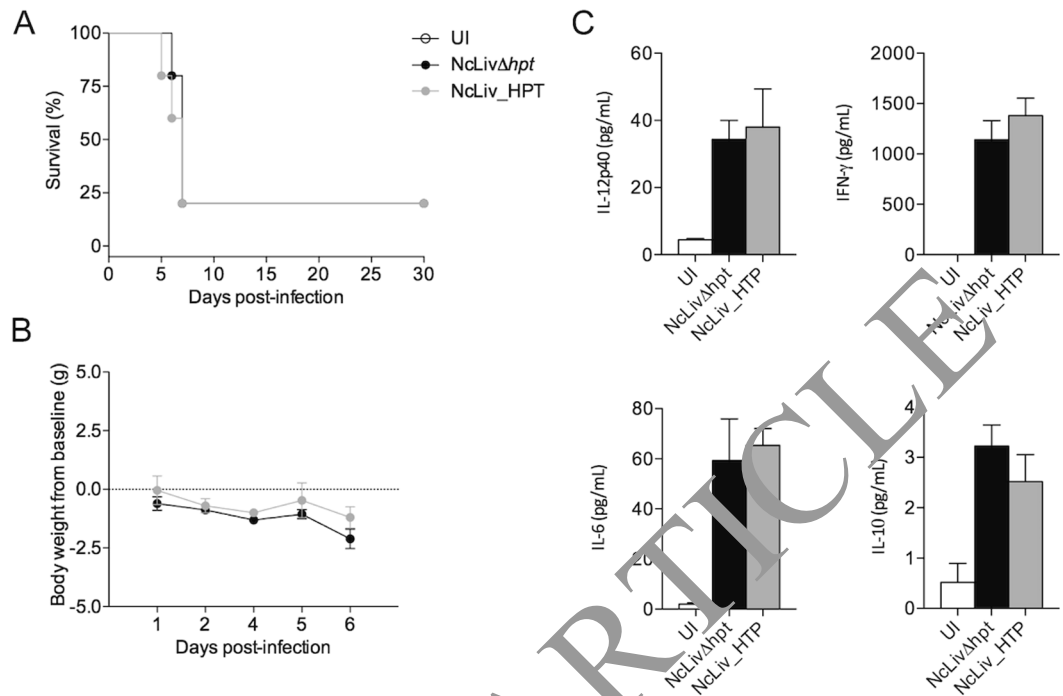 A
Survival (%)
100
75
50
25
0
0 5 10 15 20 25 30
Days post-infection
UI
NcLivΔhpt
NcLiv_HPT
B
Body weight from baseline (g)
5.0
2.5
0.0
-2.5
-5.0
1 2 4 5 6
Days post-infection
C
IL-12p40 (pg/mL)
60
40
20
0
UI
NcLivΔhpt
NcLiv_HTP
IFN-γ (pg/mL)
2000
1500
1000
500
0
UI
NcLivΔhpt
NcLiv_HTP
IL-6 (pg/mL)
80
60
40
20
0
UI
NcLivΔhpt
NcLiv_HTP
IL-10 (pg/mL)
4
3
2
1
0
UI
NcLivΔhpt
NcLiv_HTP
RTICLE